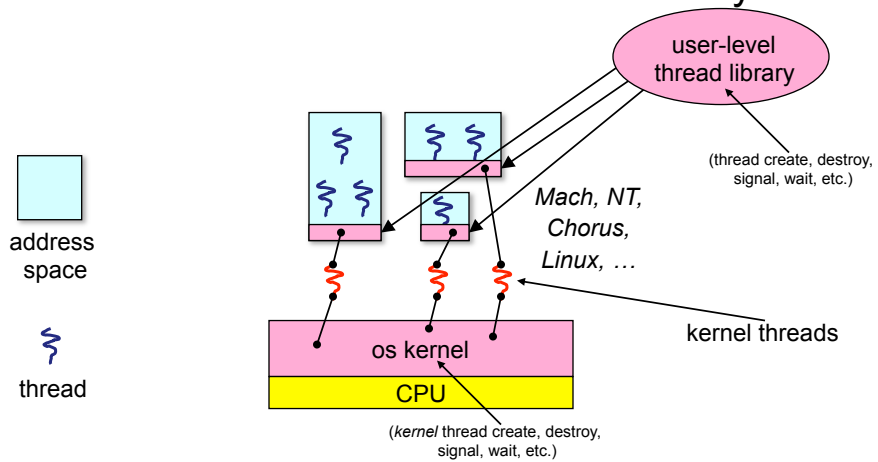 user-level
thread library
(thread create, destroy,
signal, wait, etc.)
address
space
thread
Mach, NT,
Chorus,
Linux, …
kernel threads
os kernel
CPU
(kernel thread create, destroy,
signal, wait, etc.)